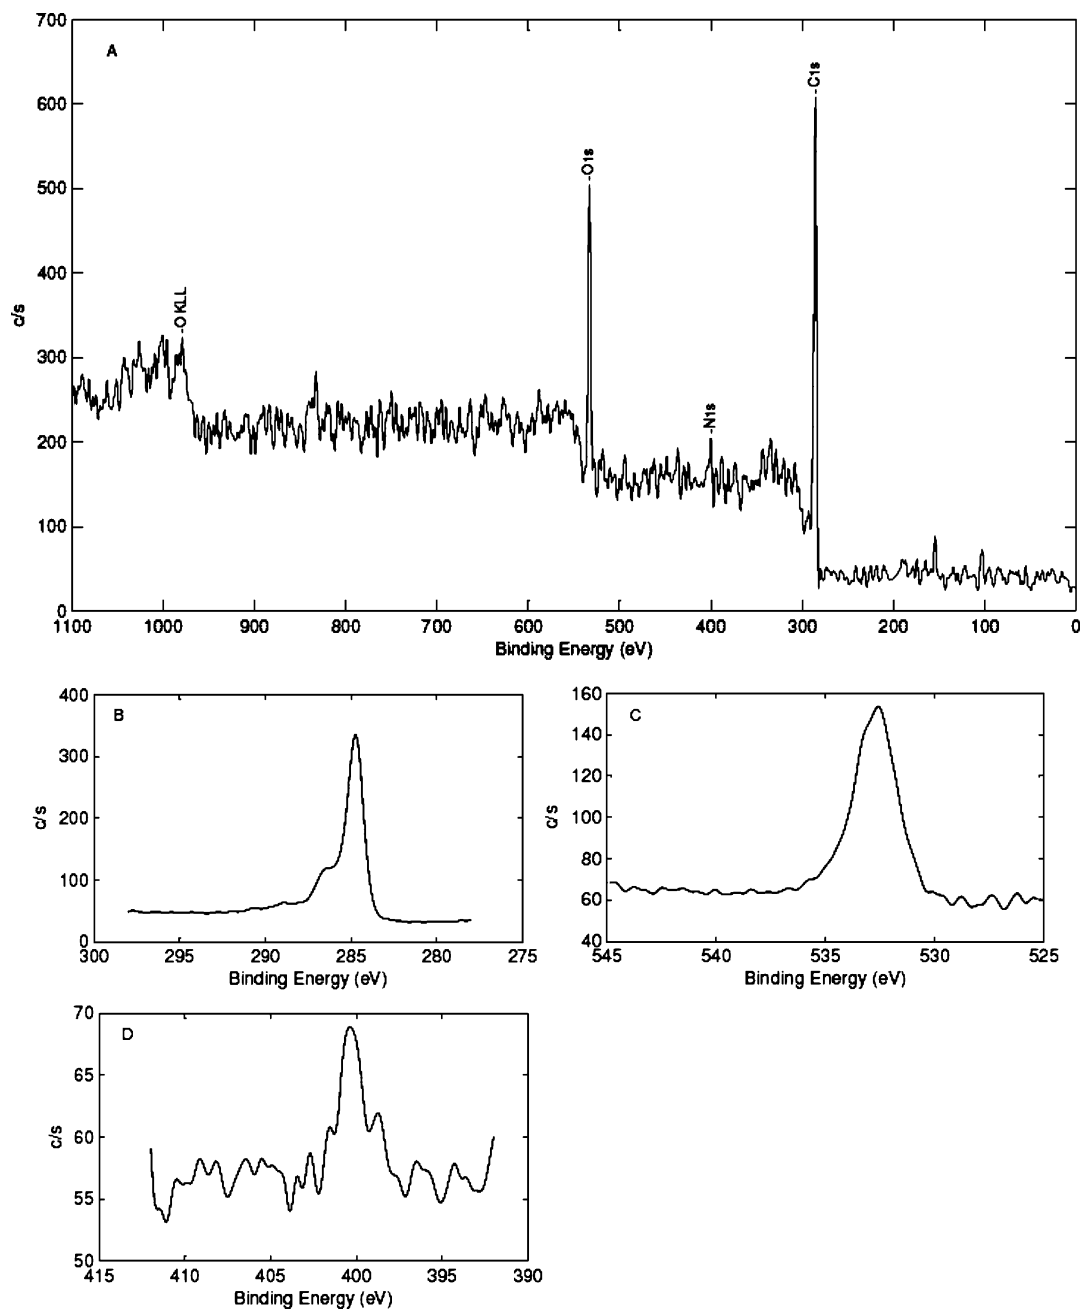 A
700
600
500
400
300
200
100
0
c/s
-O KLL
-O1s
-N1s
-C1s
1100 1000 900 800 700 600 500 400 300 200 100 0
Binding Energy (eV)
B
400
300
200
100
0
c/s
300 295 290 285 280 275
Binding Energy (eV)
C
160
140
120
100
80
60
40
c/s
545 540 535 530 525
Binding Energy (eV)
D
70
65
60
55
50
c/s
415 410 405 400 395 390
Binding Energy (eV)